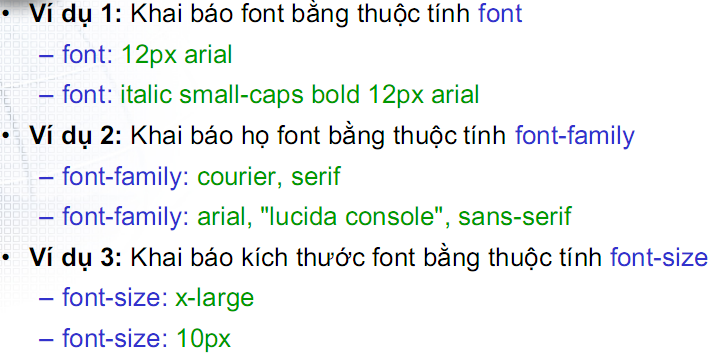 • Ví dụ 1: Khai báo font bằng thuộc tính font
– font: 12px arial
– font: italic small-caps bold 12px arial
• Ví dụ 2: Khai báo họ font bằng thuộc tính font-family
– font-family: courier, serif
– font-family: arial, "lucida console", sans-serif
• Ví dụ 3: Khai báo kích thước font bằng thuộc tính font-size
– font-size: x-large
– font-size: 10px